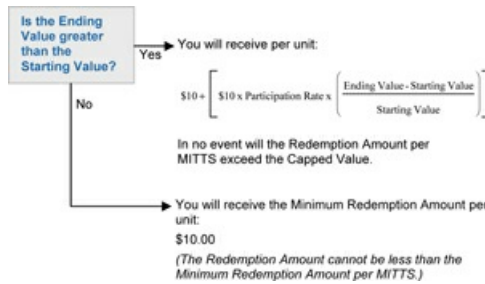 Is the Ending
Value greater
than the
Starting Value?
Yes
You will receive per unit:
$10 + [ $10 x Participation Rate x ( Ending Value - Starting Value
Starting Value ) ]
No
In no event will the Redemption Amount per
MITTS exceed the Capped Value.
You will receive the Minimum Redemption Amount per
unit:
$10.00
(The Redemption Amount cannot be less than the
Minimum Redemption Amount per MITTS.)